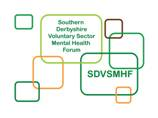 Southern
Derbyshire
Voluntary Sector
Mental Health
Forum
SDVSMHF